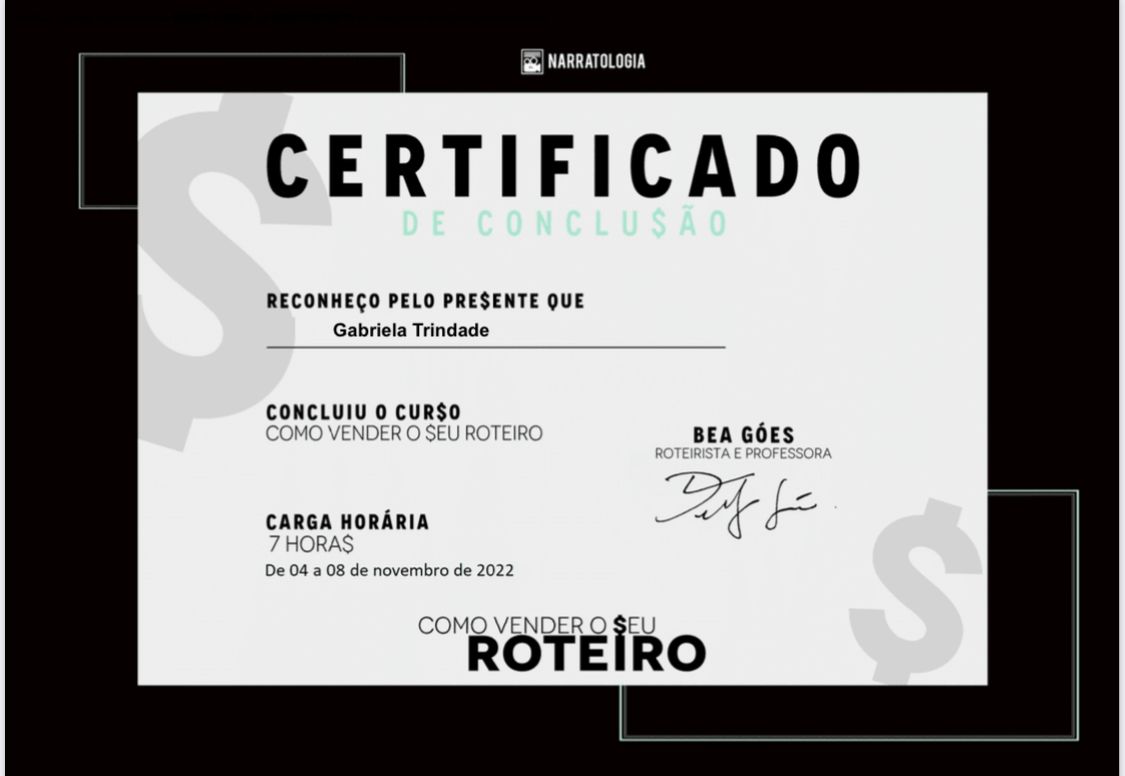 NARRATOLOGIA
CERTIFICADO
DE CONCLU$ÃO
RECONHEÇO PELO PRE$ENTE QUE
Gabriela Trindade
CONCLUIU O CUR$O
COMO VENDER O $EU ROTEIRO
BEA GÓES
ROTEIRISTA E PROFESSORA
CARGA HORÁRIA
7 HORA$
De 04 a 08 de novembro de 2022
COMO VENDER O $EU
ROTEIRO